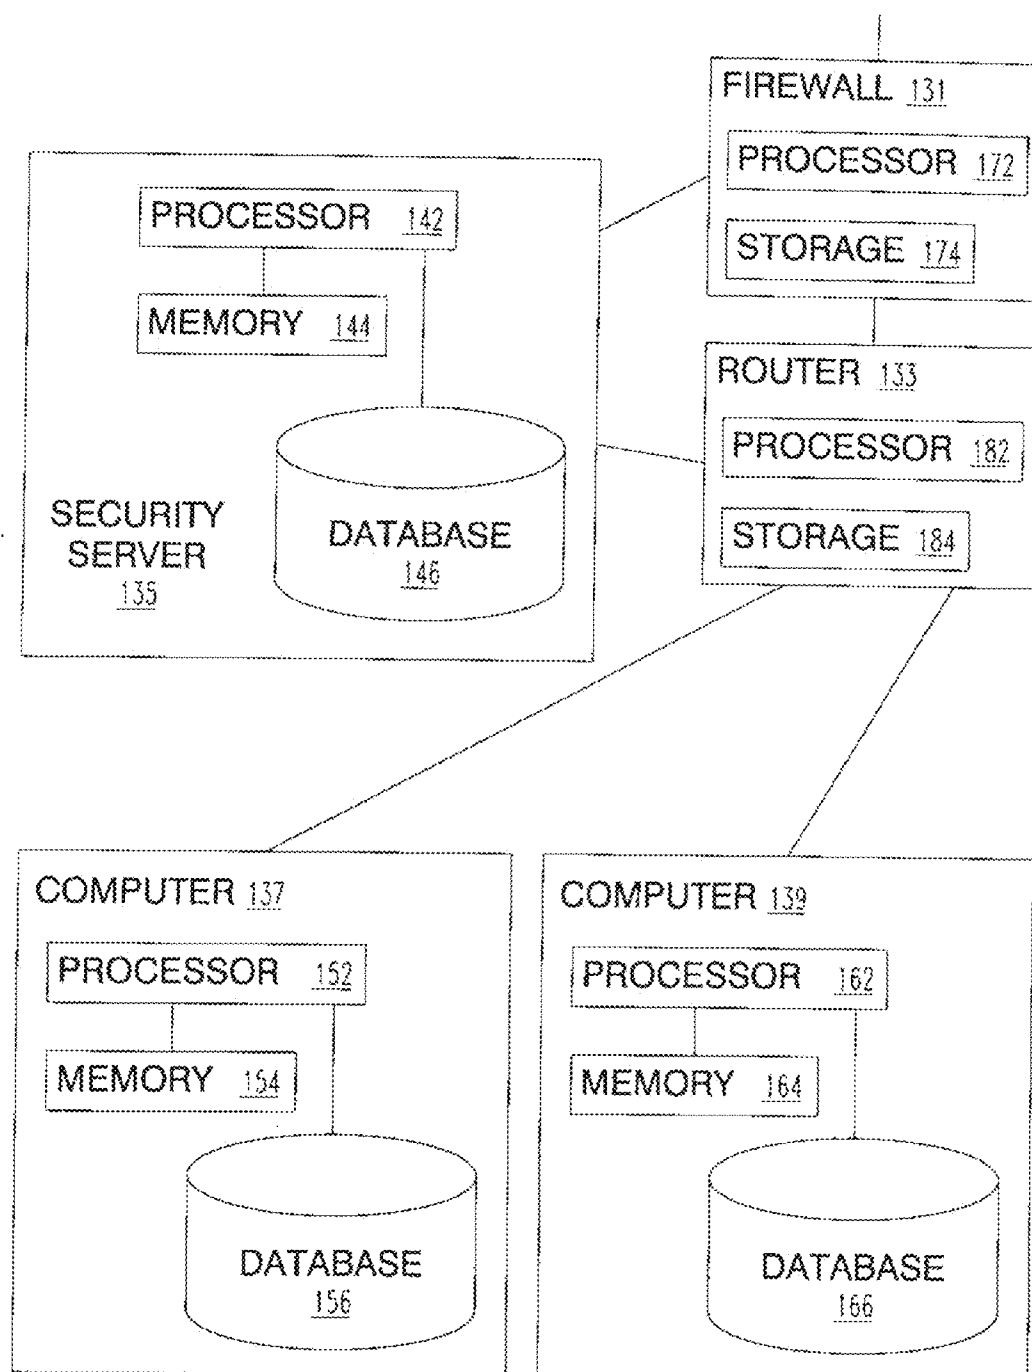 FIREWALL 131
PROCESSOR 172
STORAGE 174
PROCESSOR 142
MEMORY 144
DATABASE
146
SECURITY
SERVER
135
ROUTER 133
PROCESSOR 182
STORAGE 184
COMPUTER 137
PROCESSOR 152
MEMORY 154
DATABASE
156
COMPUTER 139
PROCESSOR 162
MEMORY 164
DATABASE
166